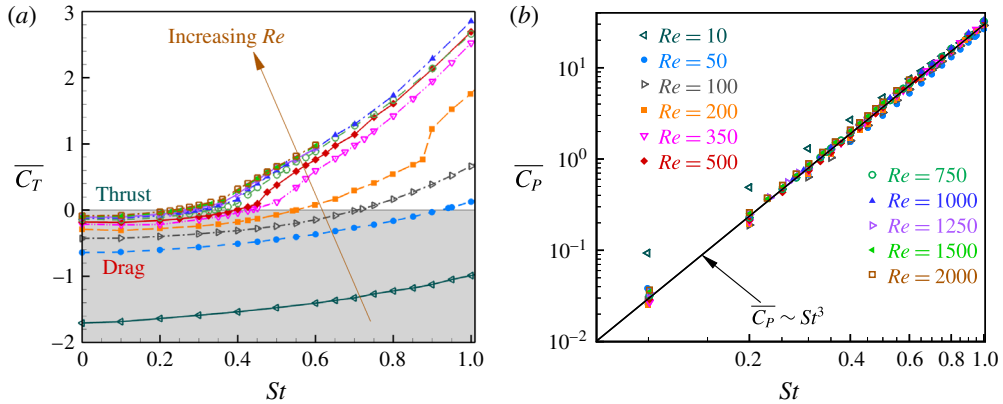 (a)
3
2
1
0
−1
−2
C_T
Increasing Re
Thrust
Drag
0
0.2
0.4
0.6
0.8
1.0
St
(b)
10^1
10^0
10^−1
10^−2
C_P
Re = 10
Re = 50
Re = 100
Re = 200
Re = 350
Re = 500
Re = 750
Re = 1000
Re = 1250
Re = 1500
Re = 2000
C_P ~ St^3
0.2
0.4
0.6
0.8
1.0
St